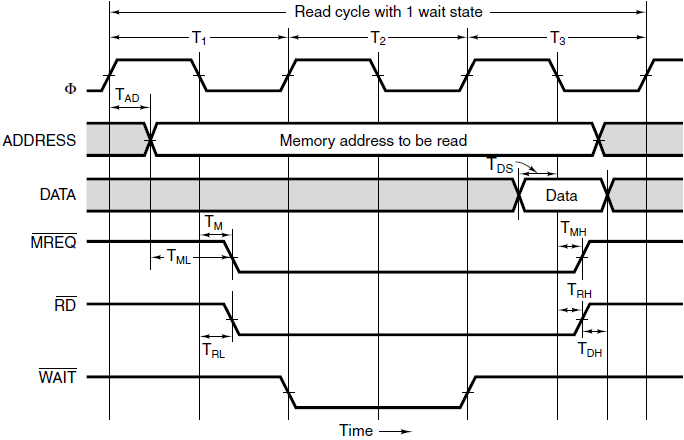 Read cycle with 1 wait state
T1 T2 T3
Φ
TAD
ADDRESS Memory address to be read
TDS
DATA Data
MREQ TM TMH
TML
RD TRH
TRL TDH
WAIT
Time